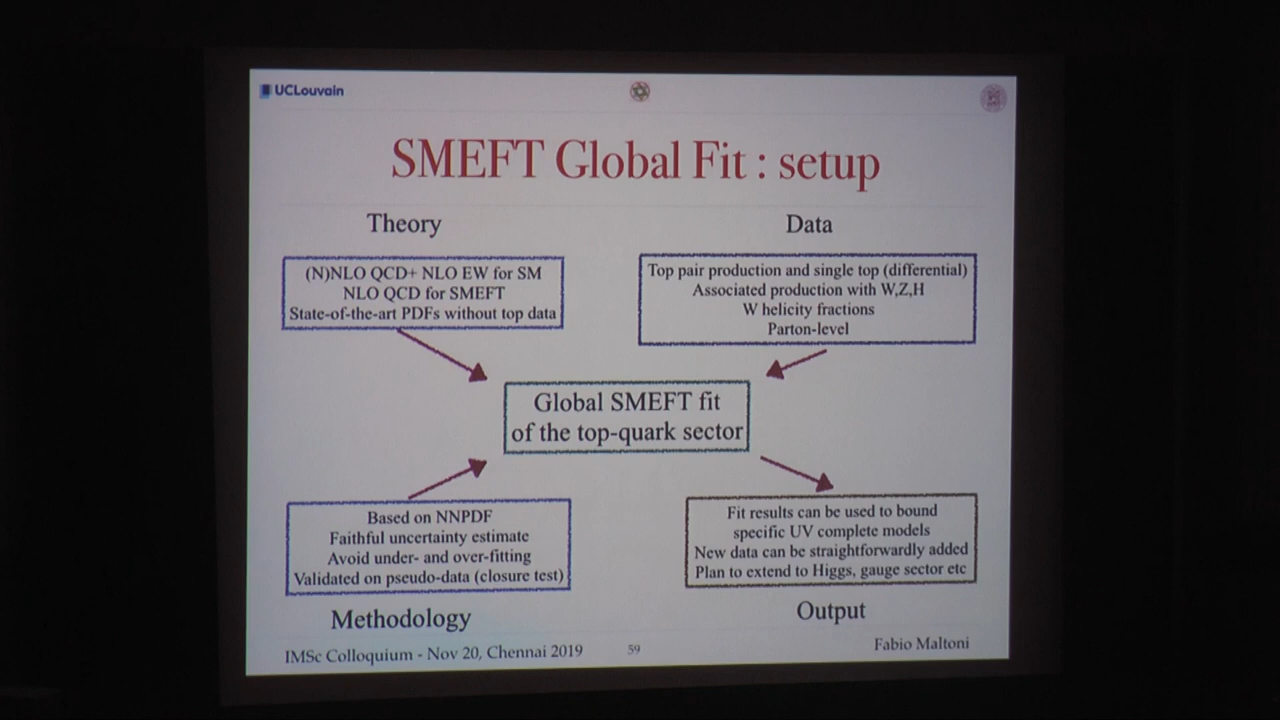 UCLouvain
SMEFT Global Fit : setup
Theory
(N)NLO QCD+ NLO EW for SM
NLO QCD for SMEFT
State-of-the-art PDFs without top data
Data
Top pair production and single top (differential)
Associated production with W,Z,H
W helicity fractions
Parton-level
Global SMEFT fit
of the top-quark sector
Based on NNPDF
Faithful uncertainty estimate
Avoid under- and over-fitting
Validated on pseudo-data (closure test)
Methodology
Fit results can be used to bound
specific UV complete models
New data can be straightforwardly added
Plan to extend to Higgs, gauge sector etc
Output
IMSc Colloquium - Nov 20, Chennai 2019
59
Fabio Maltoni